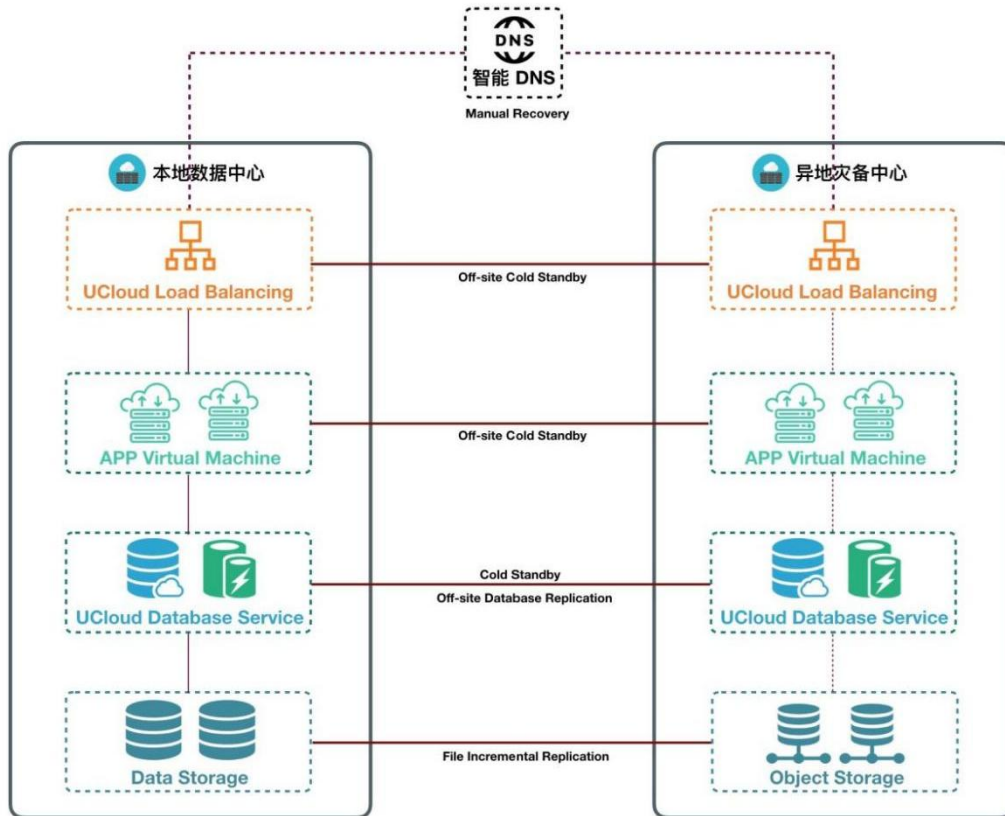 DNS
智能 DNS
Manual Recovery
本地数据中心
异地灾备中心
UCloud Load Balancing
Off-site Cold Standby
UCloud Load Balancing
APP Virtual Machine
Off-site Cold Standby
APP Virtual Machine
UCloud Database Service
Cold Standby
Off-site Database Replication
UCloud Database Service
Data Storage
File Incremental Replication
Object Storage